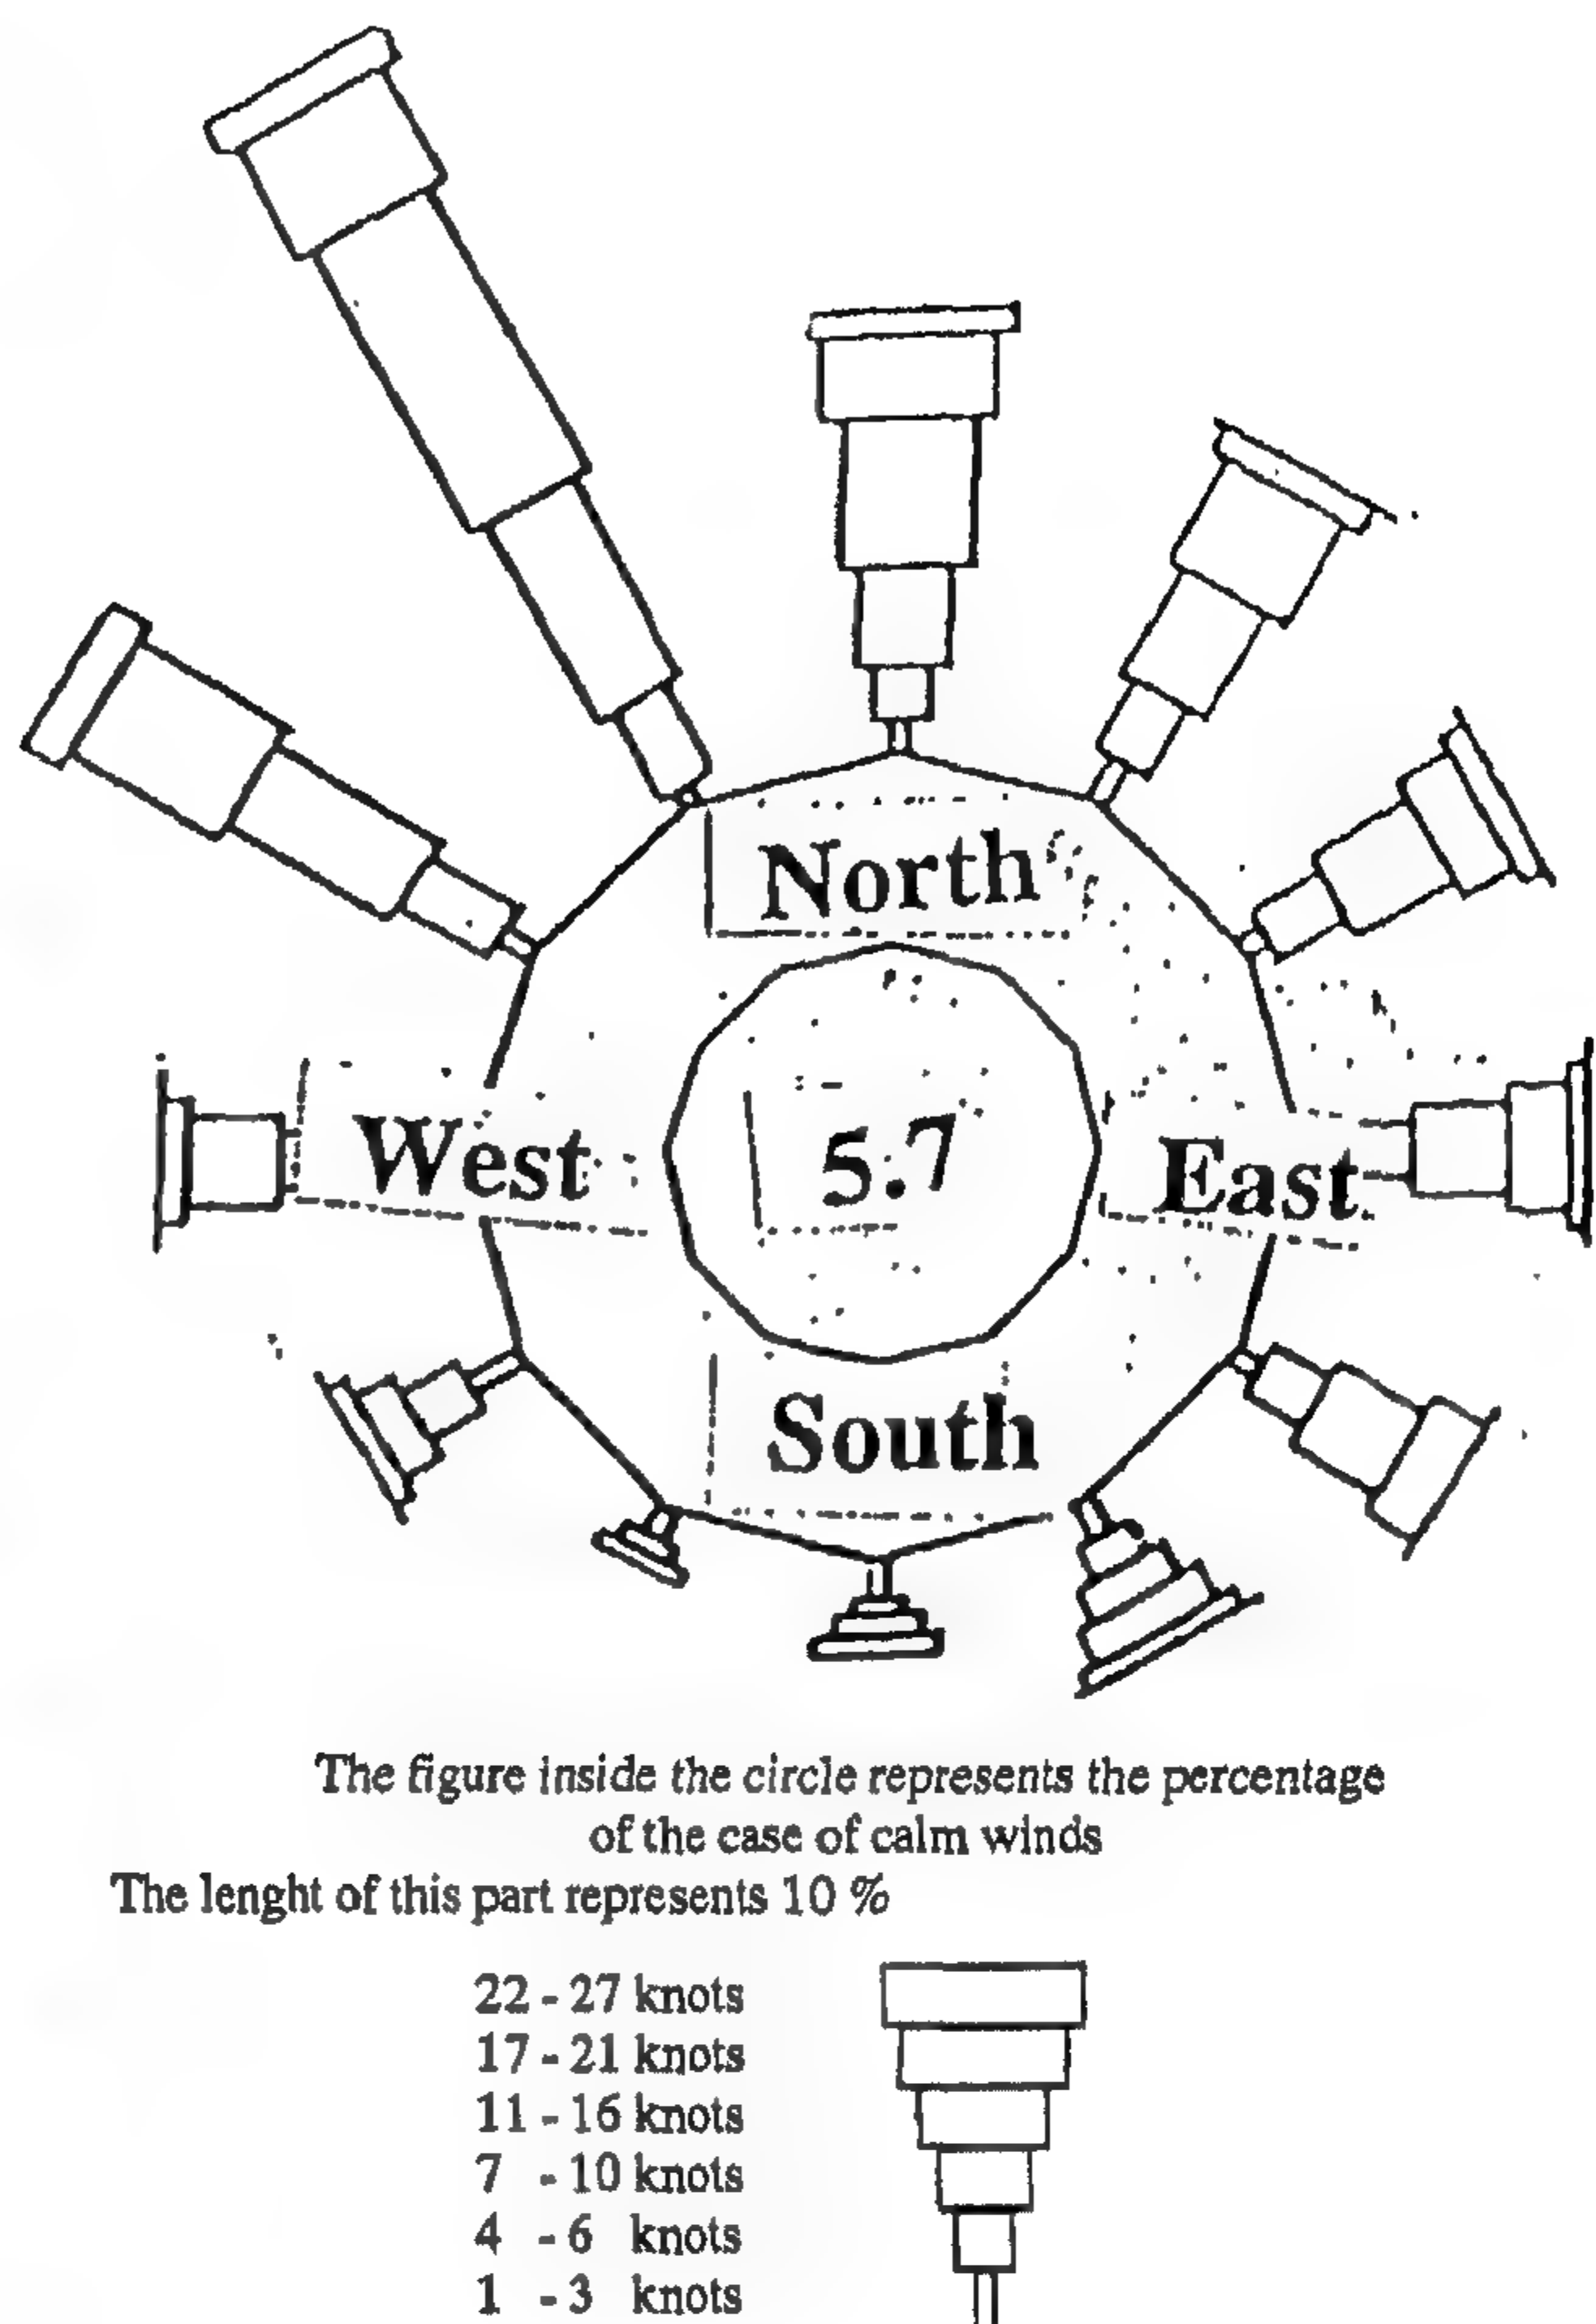 North
West
5.7
East
South
The figure inside the circle represents the percentage
of the case of calm winds
The lenght of this part represents 10 %
22 - 27 knots
17 - 21 knots
11 - 16 knots
7 - 10 knots
4 - 6 knots
1 - 3 knots